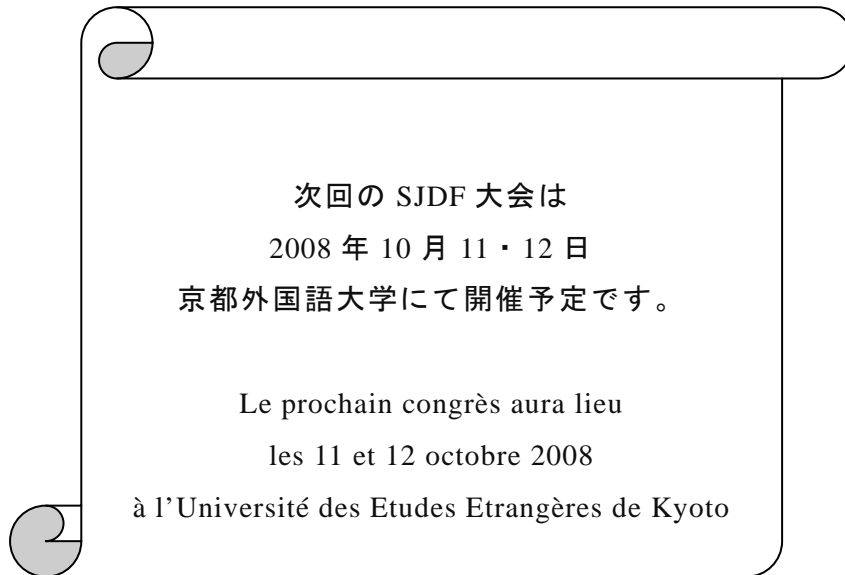 次回の SJDF 大会は
2008 年 10 月 11・12 日
京都外国語大学にて開催予定です。
Le prochain congrès aura lieu
les 11 et 12 octobre 2008
à l’Université des Etudes Etrangères de Kyoto